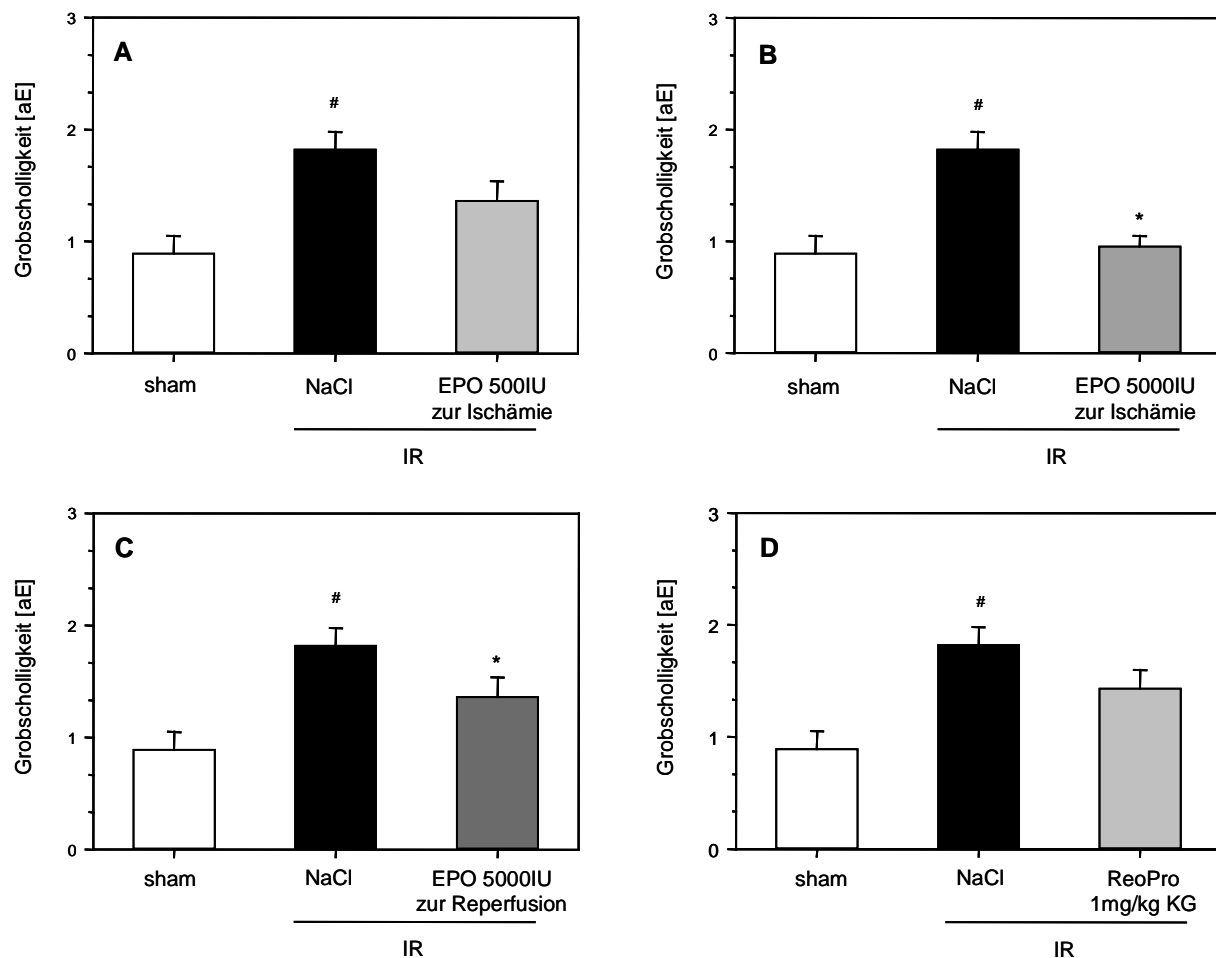 A
Grobscholligkeit [aE]
3
2
1
0
#
sham
NaCl
EPO 500IU
zur Ischämie
IR
B
Grobscholligkeit [aE]
3
2
1
0
#
*
sham
NaCl
EPO 5000IU
zur Ischämie
IR
C
Grobscholligkeit [aE]
3
2
1
0
#
*
sham
NaCl
EPO 5000IU
zur Reperfusion
IR
D
Grobscholligkeit [aE]
3
2
1
0
#
sham
NaCl
ReoPro
1mg/kg KG
IR